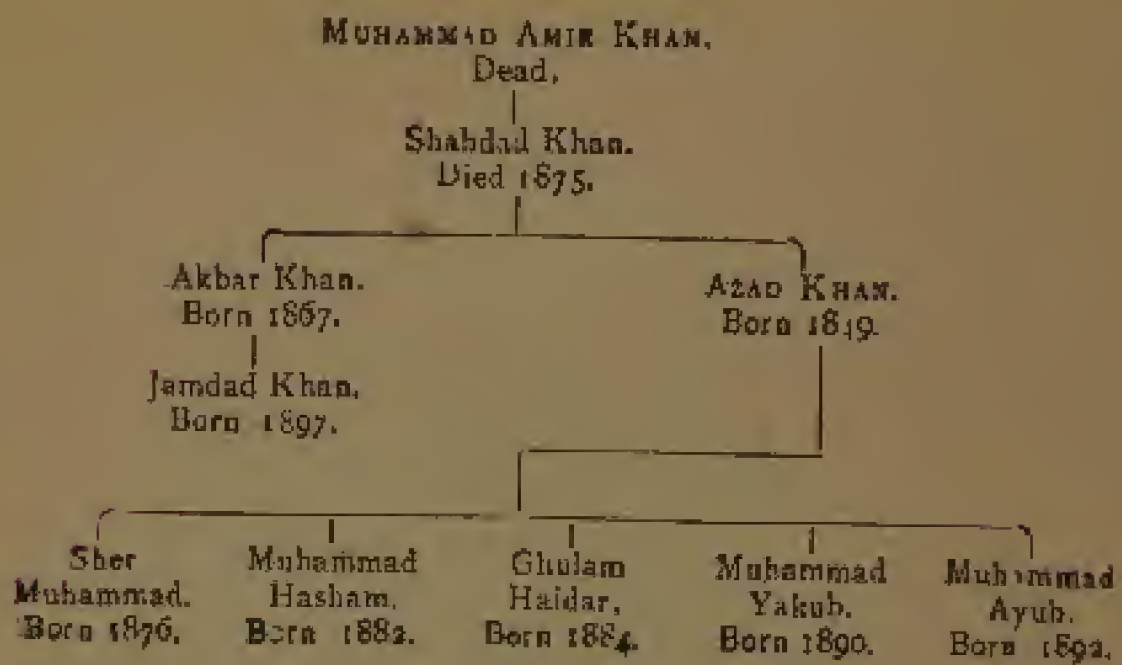 MUHAMMAD AMIR KHAN.
Dead.
Shahdad Khan.
Died 1875.
Akbar Khan.
Born 1867.
AZAD KHAN.
Born 1849.
Jamdad Khan.
Born 1897.
Sher
Muhammad.
Born 1876.
Muhammad
Hasham.
Born 1882.
Ghulam
Haidar.
Born 1884.
Muhammad
Yakub.
Born 1890.
Muhammad
Ayub.
Born 1892.